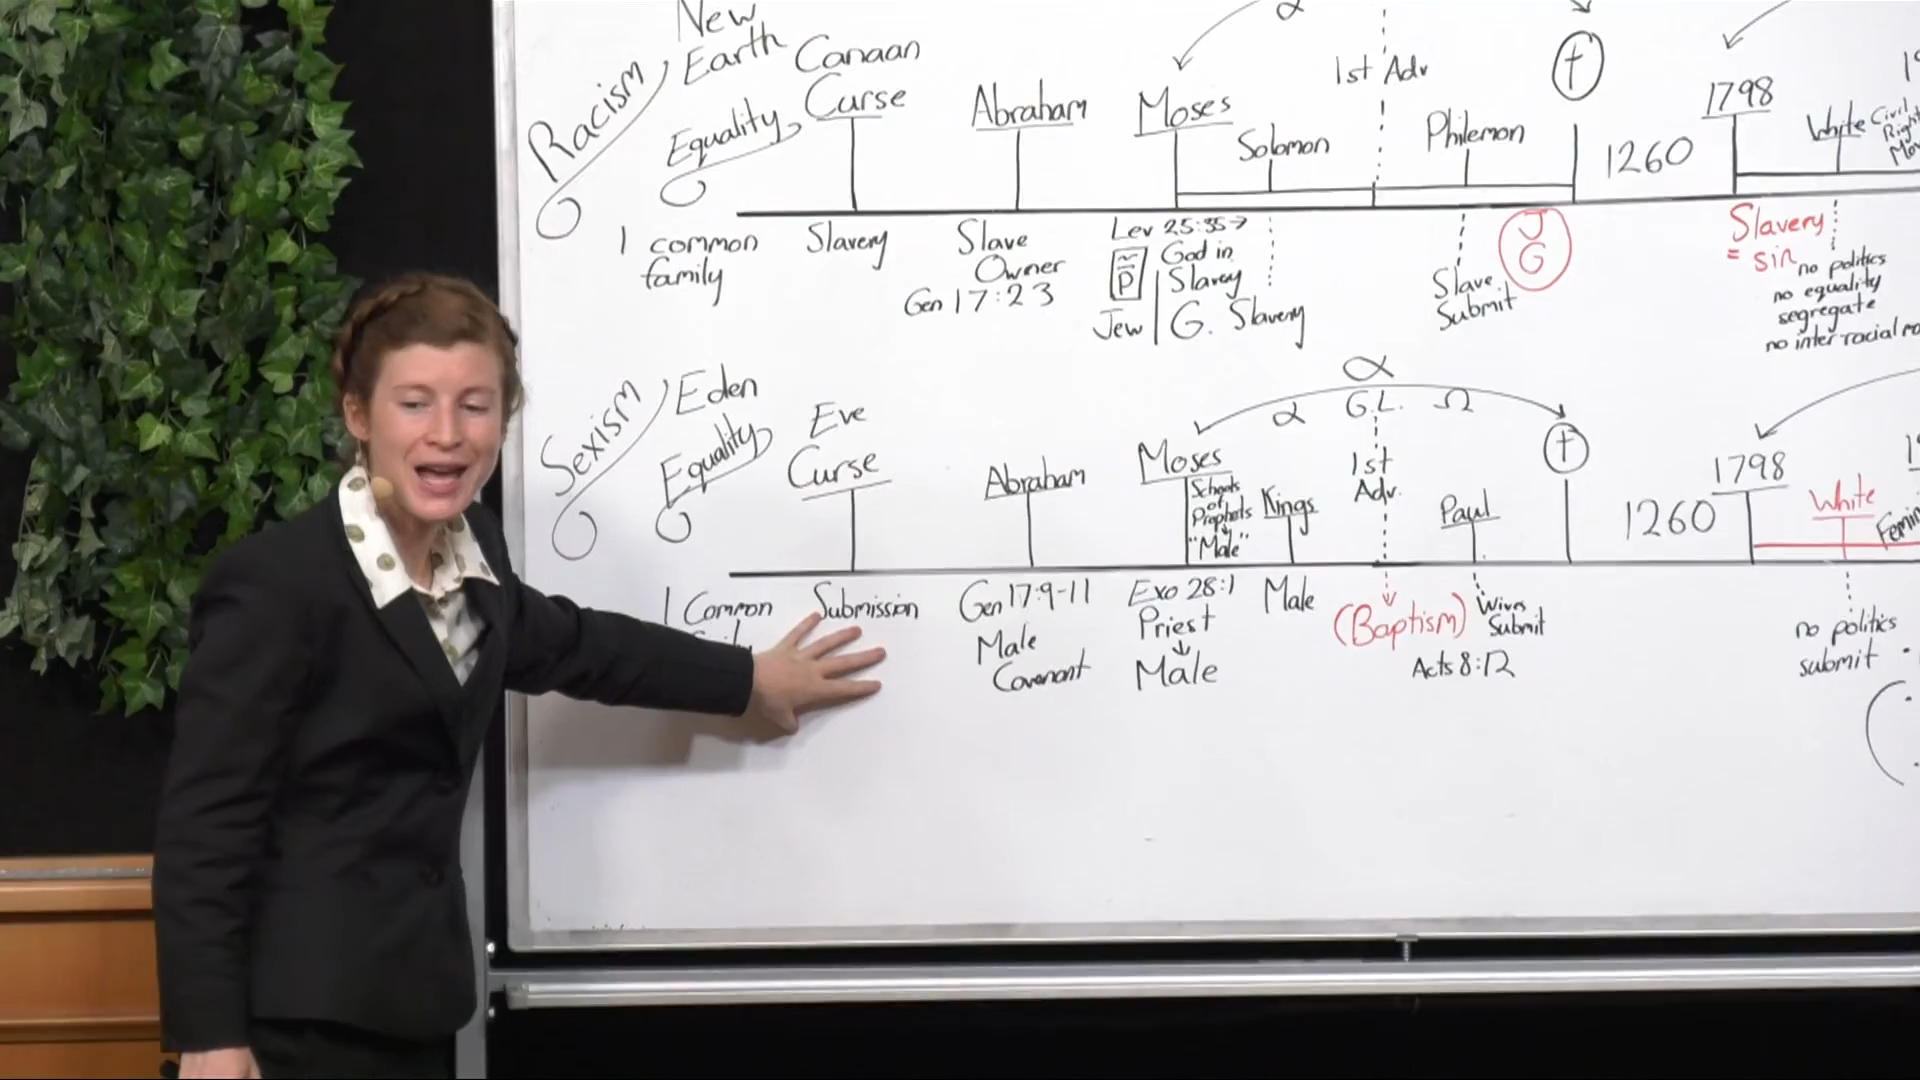 Racism
New
Earth
Equality
1 common
family
Canaan
Curse
Slavery
Abraham
Slave
Owner
Gen 17:23
α
Moses
Lev 25:35→
God in
Slavery
P
Jew
G. Slavery
Solomon
1st Adv
Philemon
Slave
Submit
†
J
G
1260
1798
Slavery
= sin
White
Civil
no politics
no equality
segregate
Sexism
Eden
Equality
1 Common
Eve
Curse
Submission
Abraham
Gen 17:9-11
Male
Covenant
α
α G.L. Ω
Moses
Schools
of
Prophets
"Male"
Exo 28:1
Priest
Male
Kings
Male
1st
Adv.
(Baptism)
Paul
Wives
Submit
Acts 8:12
†
1260
1798
White
no politics
submit